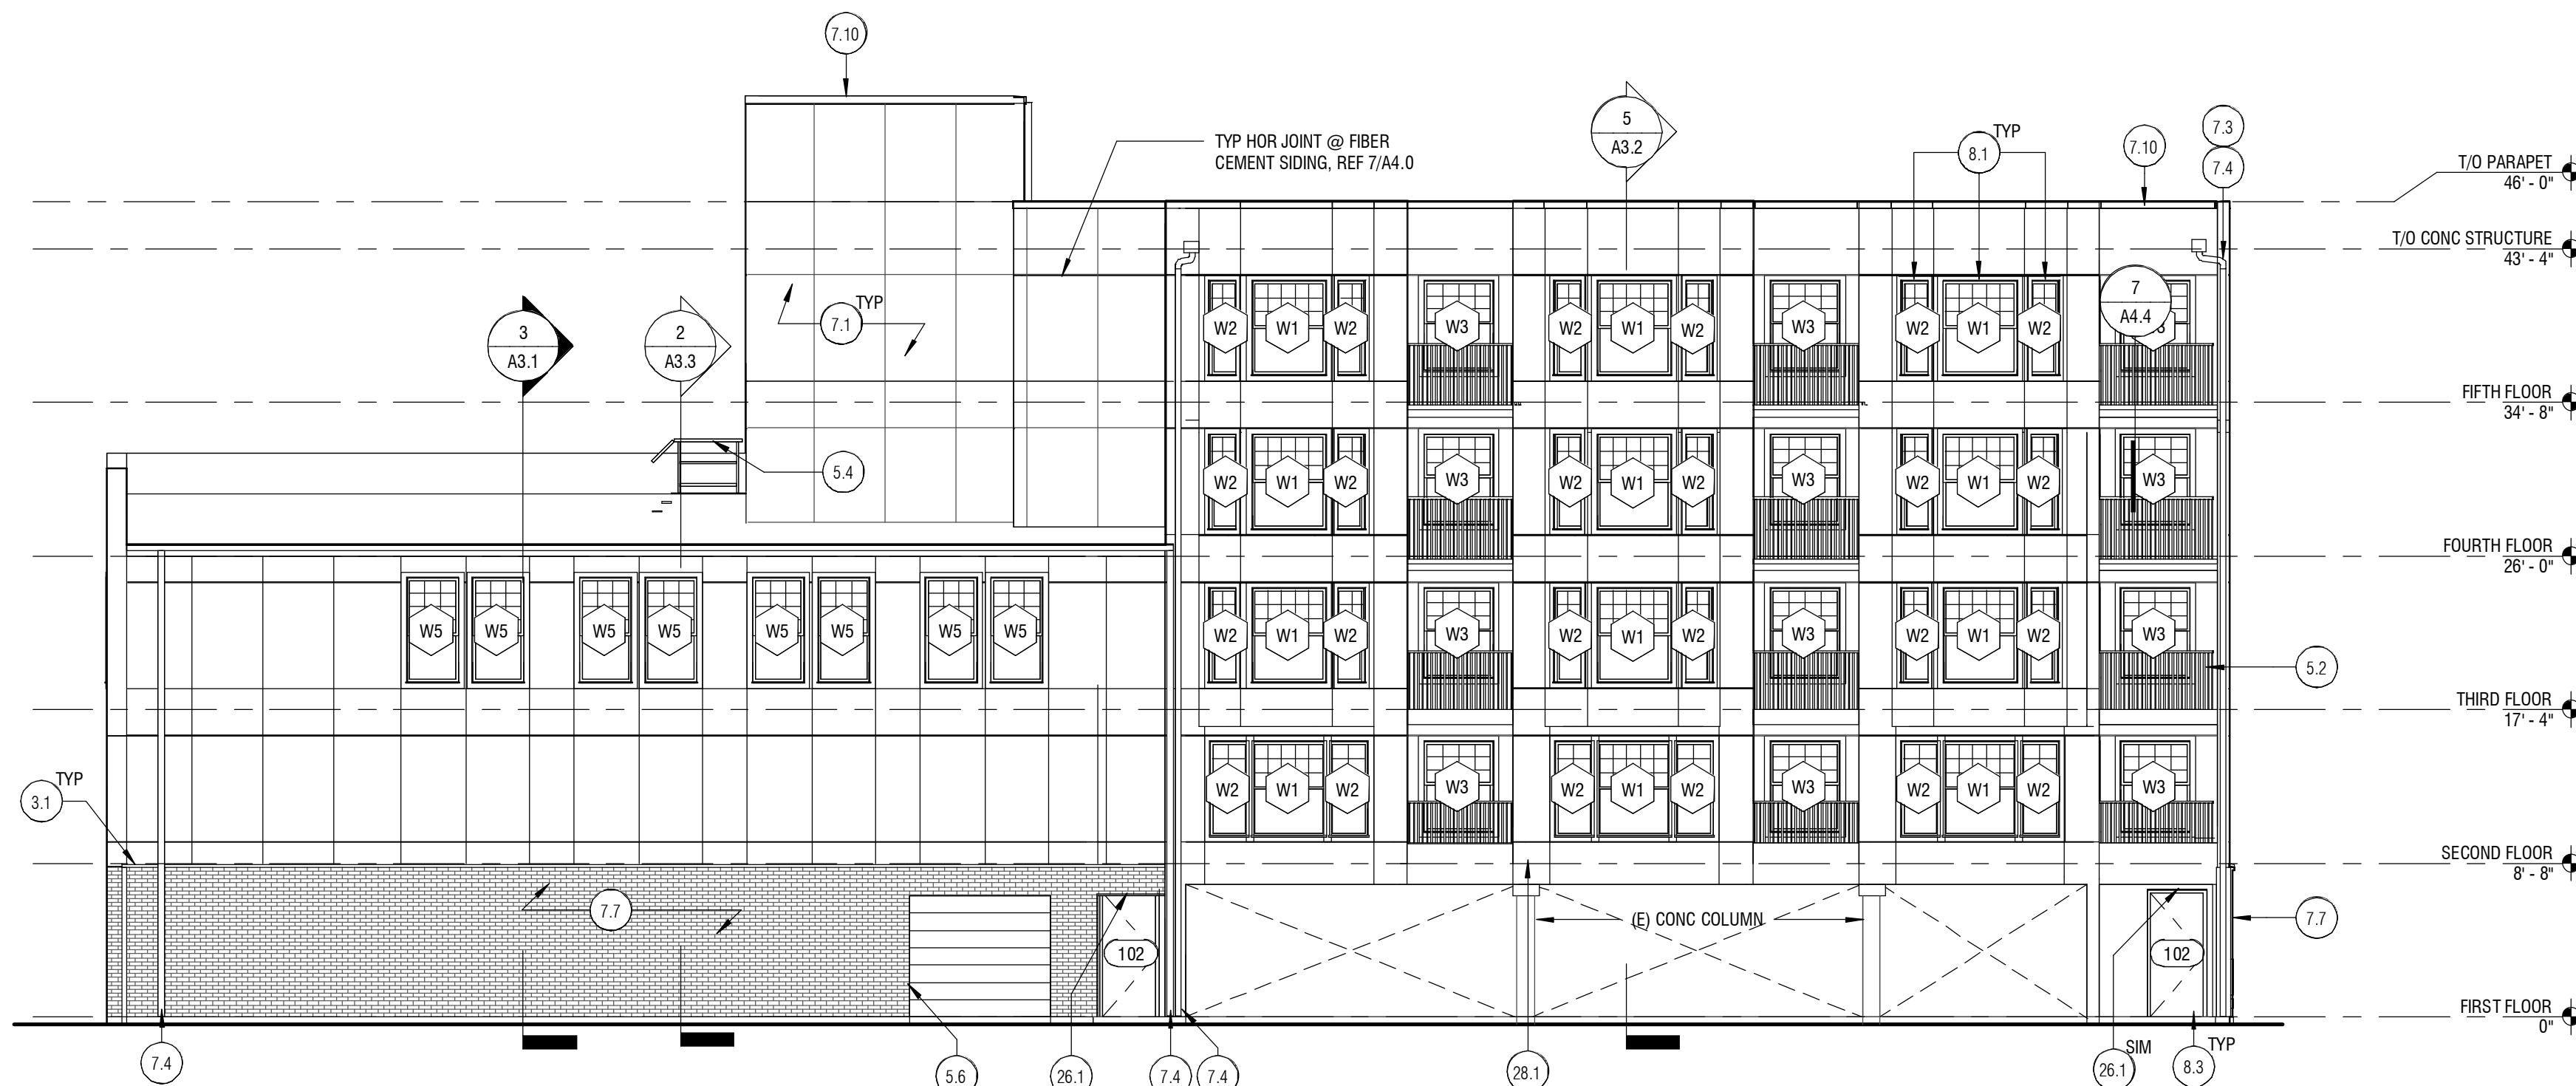 7.10
5
A3.2
TYP HOR JOINT @ FIBER
CEMENT SIDING, REF 7/A4.0
TYP
8.1
7.10
7.3
7.4
T/O PARAPET
46' - 0"
T/O CONC STRUCTURE
43' - 4"
3
A3.1
2
A3.3
TYP
7.1
7
A4.4
W2
W1
W2
W3
W2
W1
W2
W3
W2
W1
W2
FIFTH FLOOR
34' - 8"
5.4
W2
W1
W2
W3
W2
W1
W2
W3
W2
W1
W2
W3
FOURTH FLOOR
26' - 0"
W5
W5
W5
W5
W5
W5
W5
W5
W2
W1
W2
W3
W2
W1
W2
W3
W2
W1
W2
W3
5.2
THIRD FLOOR
17' - 4"
TYP
3.1
W2
W1
W2
W3
W2
W1
W2
W3
W2
W1
W2
W3
SECOND FLOOR
8' - 8"
7.7
(E) CONC COLUMN
7.7
102
102
FIRST FLOOR
0"
7.4
5.6
26.1
7.4
7.4
28.1
SIM
26.1
TYP
8.3